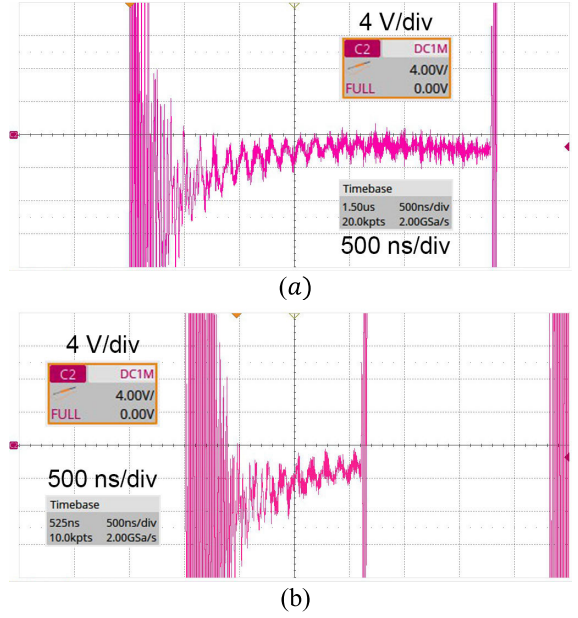 4 V/div
C2 DC1M
4.00V/
FULL 0.00V
Timebase
1.50us 500ns/div
20.0kpts 2.00GSa/s
500 ns/div
(a)
4 V/div
C2 DC1M
4.00V/
FULL 0.00V
500 ns/div
Timebase
525ns 500ns/div
10.0kpts 2.00GSa/s
(b)